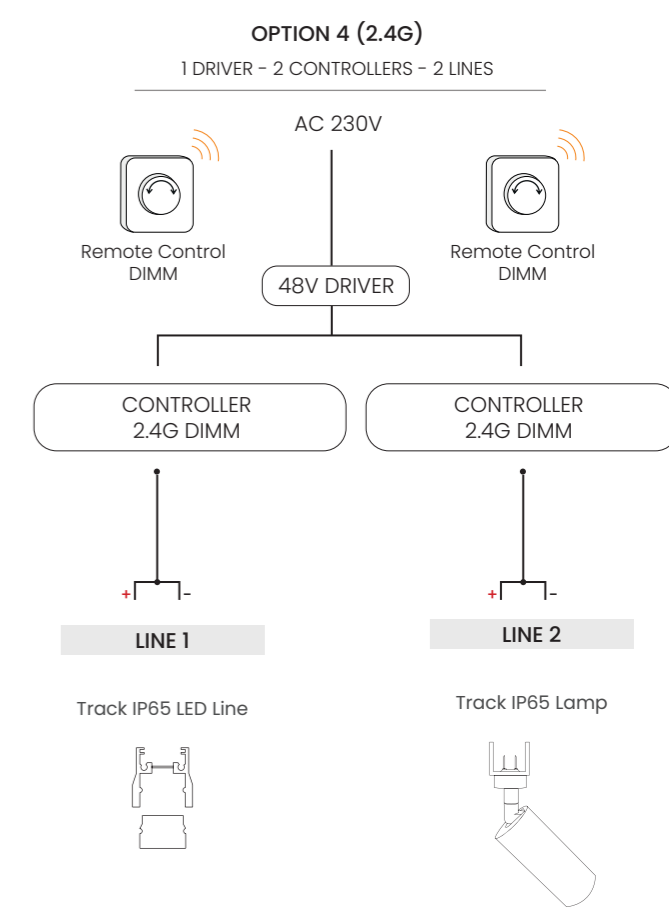 OPTION 4 (2.4G)
1 DRIVER - 2 CONTROLLERS - 2 LINES
AC 230V
Remote Control
DIMM
Remote Control
DIMM
48V DRIVER
CONTROLLER
2.4G DIMM
CONTROLLER
2.4G DIMM
+ -
+ -
LINE 1
LINE 2
Track IP65 LED Line
Track IP65 Lamp